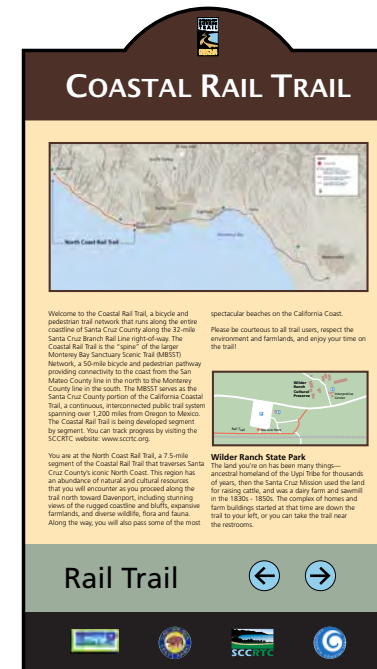 COASTAL RAIL TRAIL
North Coast Rail Trail
Monterey Bay
Welcome to the Coastal Rail Trail, a bicycle and
pedestrian trail network that runs along the entire
coastline of Santa Cruz County along the 32-mile
Santa Cruz Branch Rail Line right-of-way. The
Coastal Rail Trail is the “spine” of the larger
Monterey Bay Sanctuary Scenic Trail (MBSST)
Network, a 50-mile bicycle and pedestrian pathway
providing connectivity to the coast from the San
Mateo County line in the north to the Monterey
County line in the south. The MBSST serves as the
Santa Cruz County portion of the California Coastal
Trail, a continuous, interconnected public trail system
spanning over 1,200 miles from Oregon to Mexico.
The Coastal Rail Trail is being developed segment
by segment. You can track progress by visiting the
SCCRTC website: www.sccrtc.org.
You are at the North Coast Rail Trail, a 7.5-mile
segment of the Coastal Rail Trail that traverses Santa
Cruz County’s iconic North Coast. This region has
an abundance of natural and cultural resources
that you will encounter as you proceed along the
trail north toward Davenport, including stunning
views of the rugged coastline and bluffs, expansive
farmlands, and diverse wildlife, flora and fauna.
Along the way, you will also pass some of the most
spectacular beaches on the California Coast.
Please be courteous to all trail users, respect the
environment and farmlands, and enjoy your time on
the trail!
Wilder
Ranch
Cultural
Preserve
Interpretive
Center
Rail Trail
Wilder Ranch State Park
The land you’re on has been many things—
ancestral homeland of the Uypi Tribe for thousands
of years, then the Santa Cruz Mission used the land
for raising cattle, and was a dairy farm and sawmill
in the 1830s - 1850s. The complex of homes and
farm buildings started at that time are down the
trail to your left, or you can take the trail near
the restrooms.
Rail Trail
SCCRTC